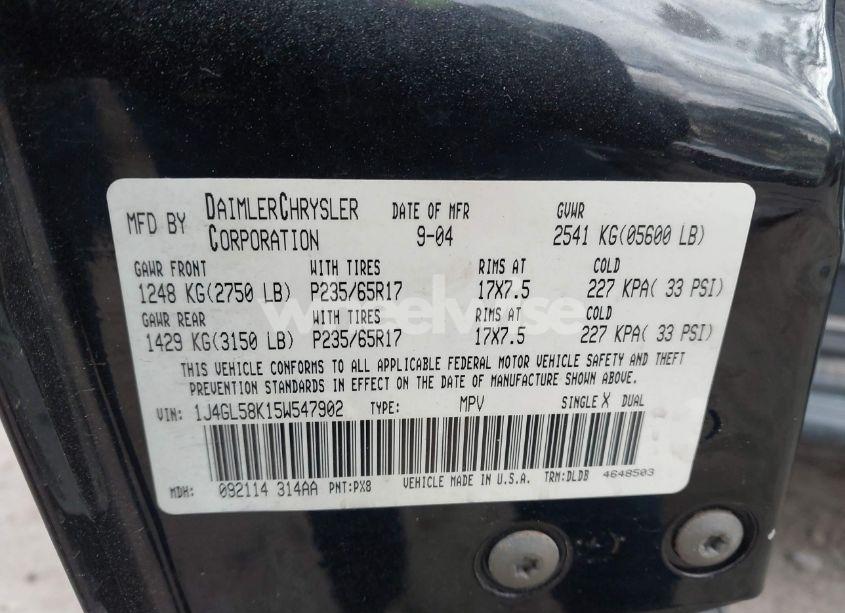 MFD BY DAIMLERCHRYSLER CORPORATION DATE OF MFR 9-04 GVWR 2541 KG(05600 LB)
GAWR FRONT WITH TIRES RIMS AT COLD
1248 KG(2750 LB) P235/65R17 17X7.5 227 KPA( 33 PSI)
GAWR REAR WITH TIRES RIMS AT COLD
1429 KG(3150 LB) P235/65R17 17X7.5 227 KPA( 33 PSI)
THIS VEHICLE CONFORMS TO ALL APPLICABLE FEDERAL MOTOR VEHICLE SAFETY AND THEFT
PREVENTION STANDARDS IN EFFECT ON THE DATE OF MANUFACTURE SHOWN ABOVE.
VIN: 1J4GL58K15W547902 TYPE: MPV SINGLE X DUAL
MDH: 092114 314AA PNT:PX8 VEHICLE MADE IN U.S.A. TRM:DLDB 4648503